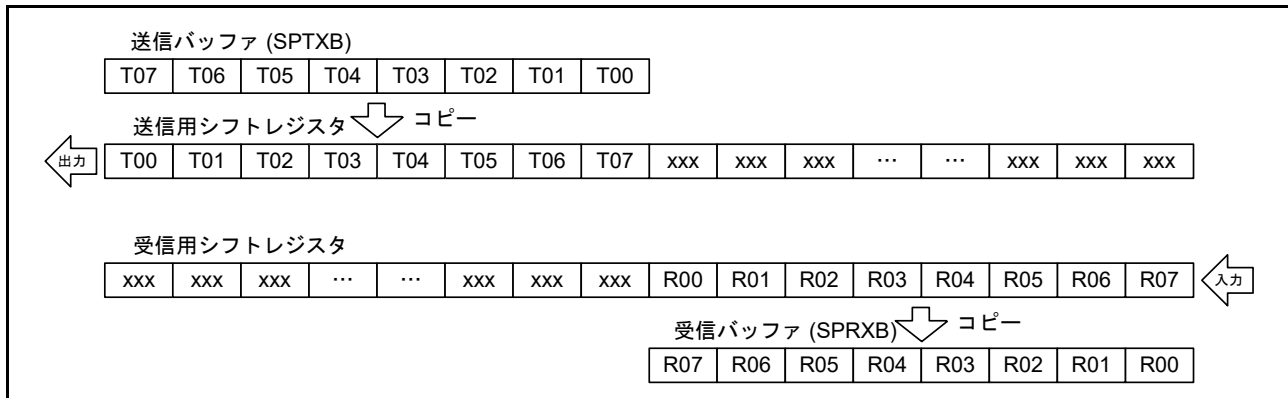 送信バッファ (SPTXB)
T07 T06 T05 T04 T03 T02 T01 T00
送信用シフトレジスタ コピー
出力 T00 T01 T02 T03 T04 T05 T06 T07 xxx xxx xxx … … xxx xxx xxx
受信用シフトレジスタ
xxx xxx xxx … … xxx xxx xxx R00 R01 R02 R03 R04 R05 R06 R07 入力
受信バッファ (SPRXB) コピー
R07 R06 R05 R04 R03 R02 R01 R00